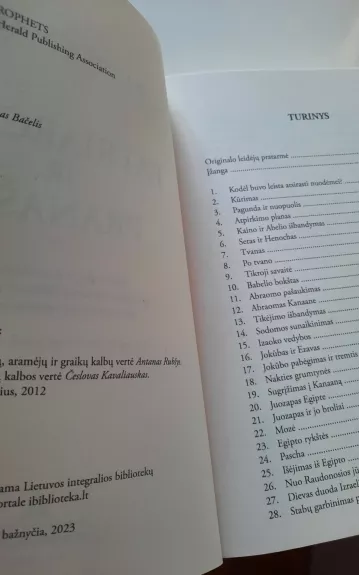 ROPHETS
Herald Publishing Association
as Bačelis
ų, aramėjų ir graikų kalbų vertė Antanas Rubšys.
kalbos vertė Česlovas Kavaliauskas.
ius, 2012
ama Lietuvos integralios bibliotekų
ortale ibiblioteka.lt
bažnyčia, 2023
TURINYS
Originalo leidėjų pratarmė
Įžanga
1. Kodėl buvo leista atsirasti nuodėmei?
2. Kūrimas
3. Pagunda ir nuopuolis
4. Atpirkimo planas
5. Kaino ir Abelio išbandymas
6. Setas ir Henochas
7. Tvanas
8. Po tvano
9. Tikroji savaitė
10. Babelio bokštas
11. Abraomo pašaukimas
12. Abraomas Kanaane
13. Tikėjimo išbandymas
14. Sodomos sunaikinimas
15. Izaoko vedybos
16. Jokūbas ir Ezavas
17. Jokūbo pabėgimas ir tremtis
18. Nakties grumtynės
19. Sugrįžimas į Kanaaną
20. Juozapas Egipte
21. Juozapas ir jo broliai
22. Mozė
23. Egipto rykštės
24. Pascha
25. Išėjimas iš Egipto
26. Nuo Raudonosios jū
27. Dievas duoda Izrael
28. Stabų garbinimas p